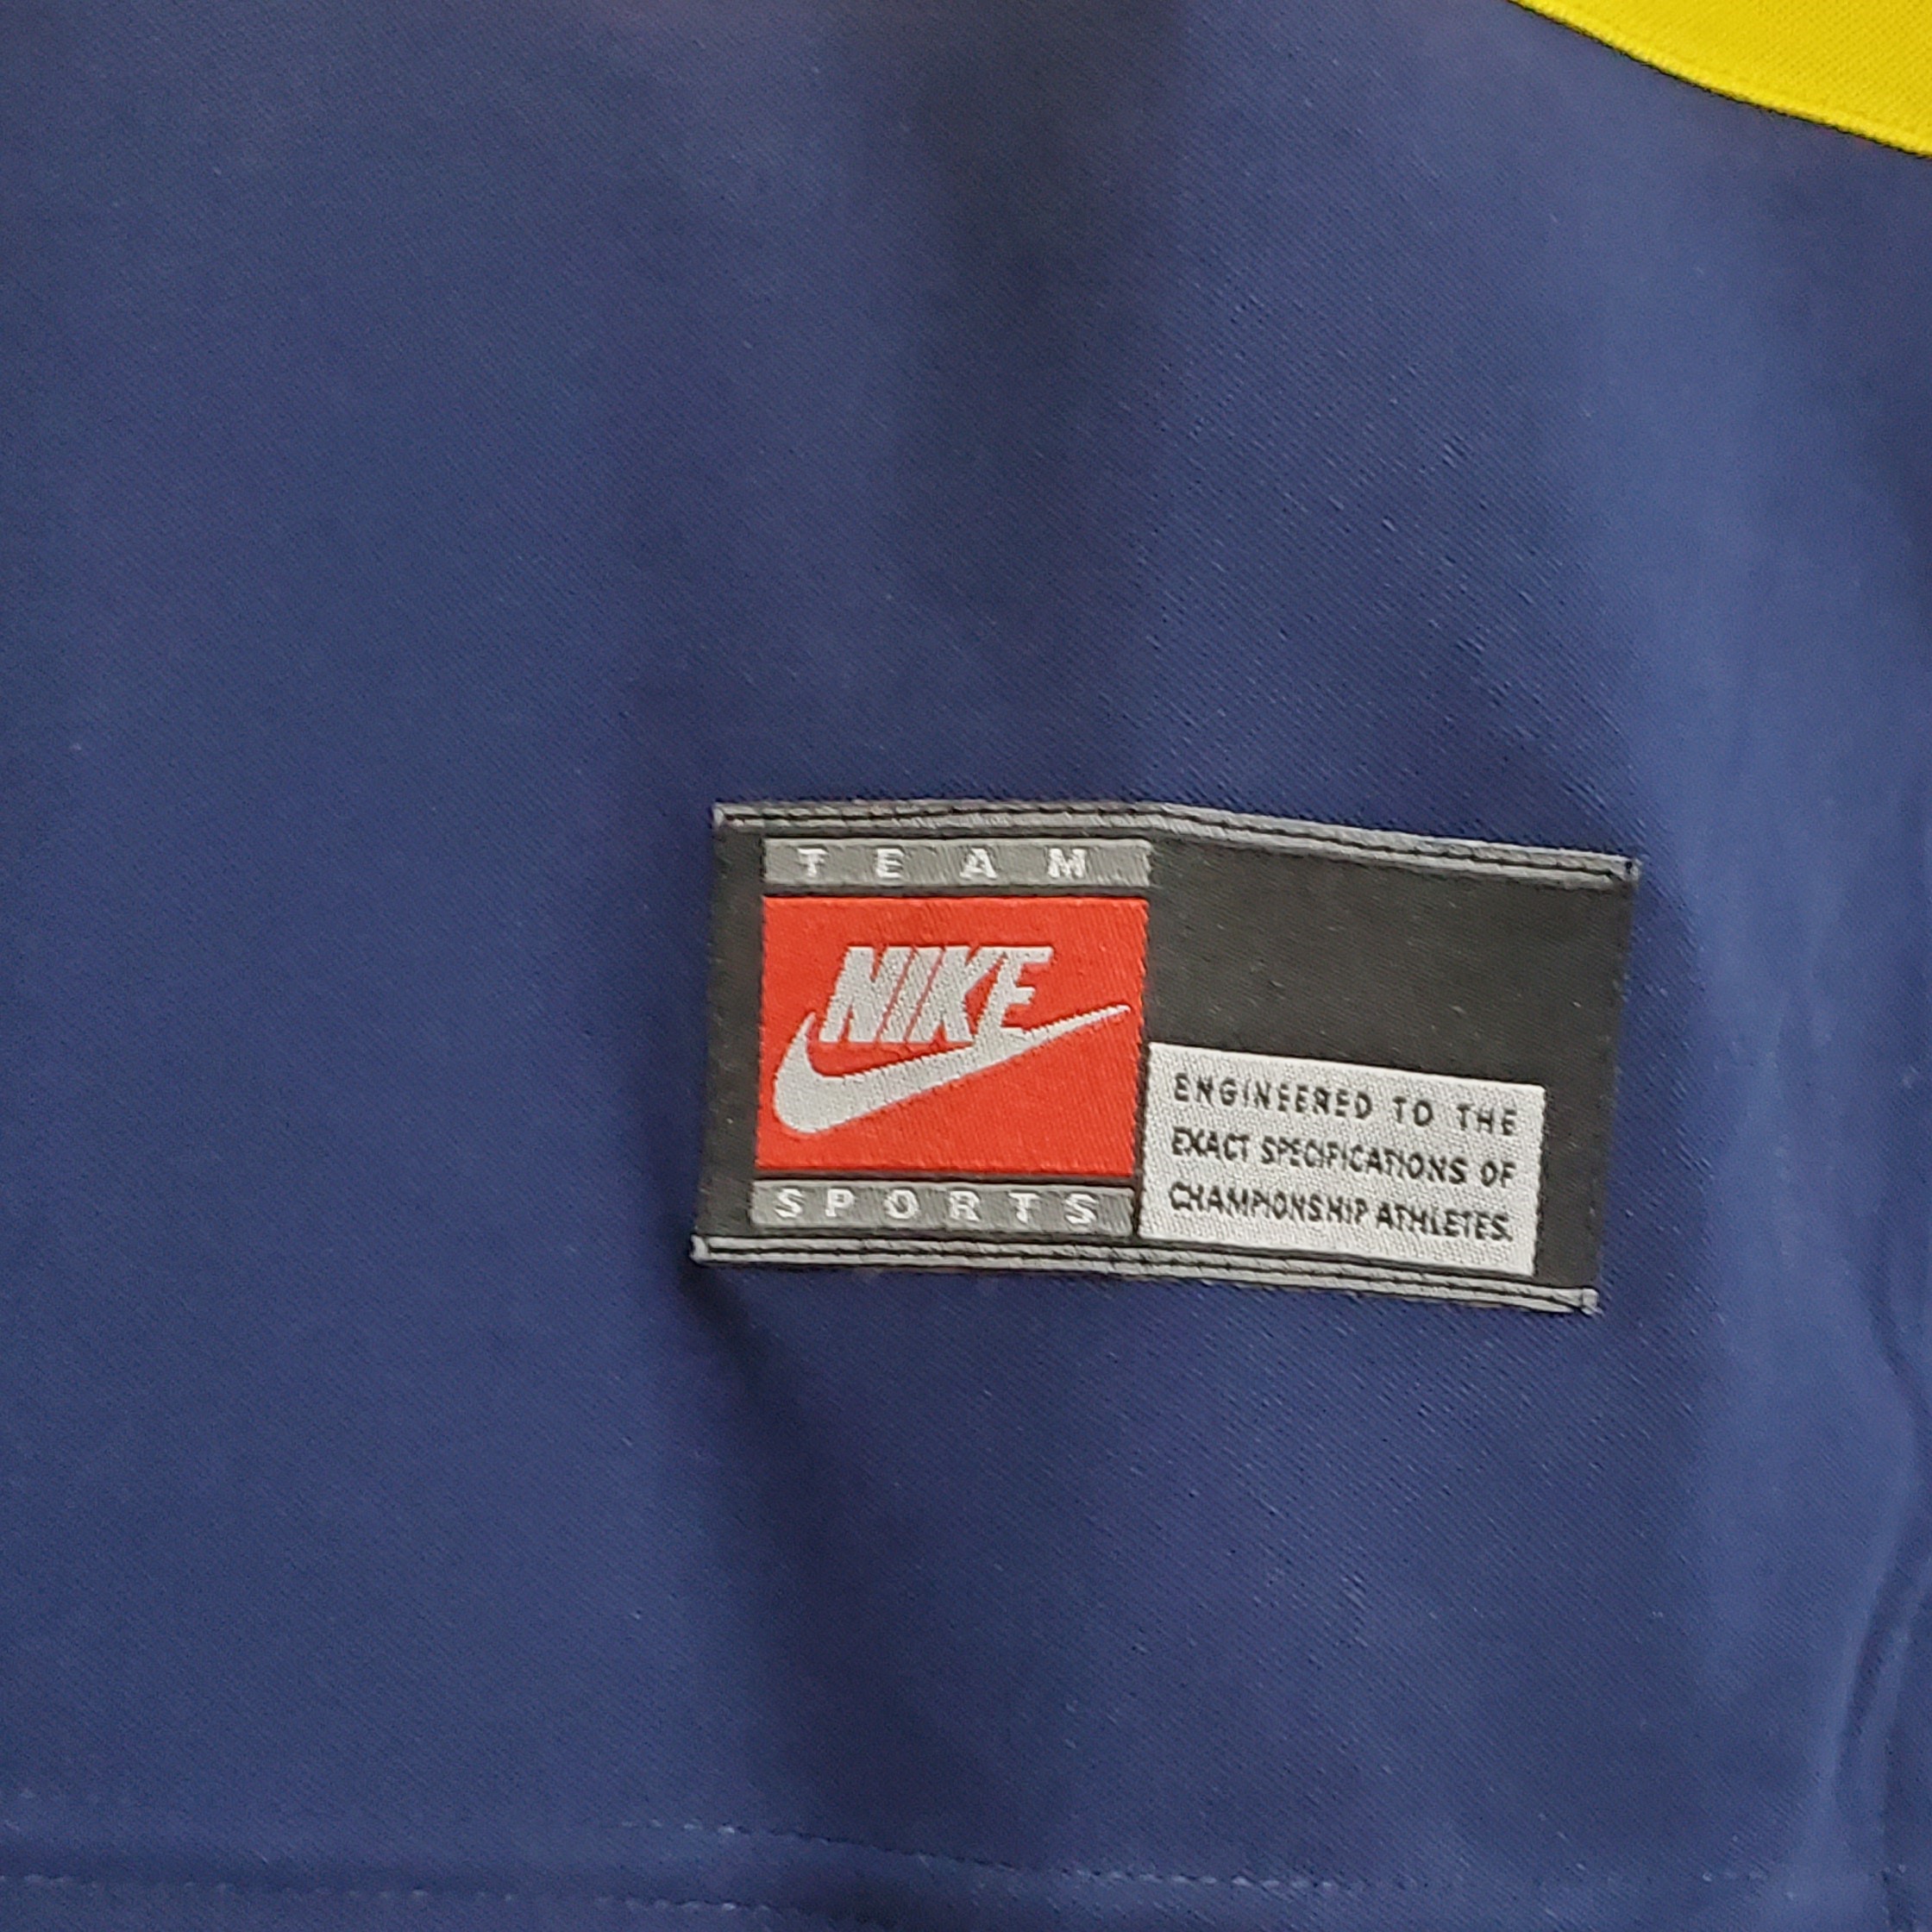 TEAM
NIKE
SPORTS
ENGINEERED TO THE
EXACT SPECIFICATIONS OF
CHAMPIONSHIP ATHLETES.